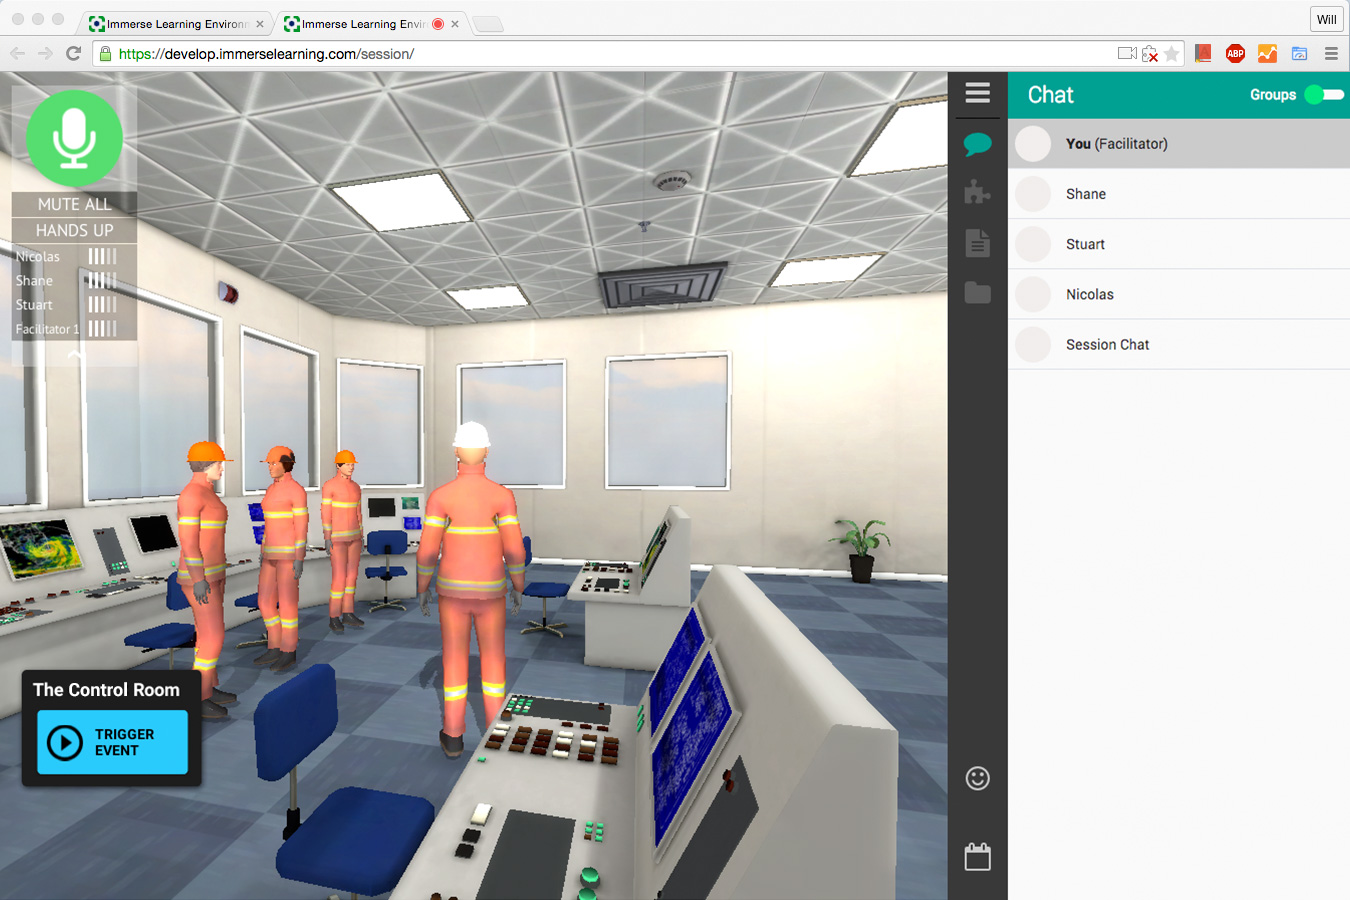 Immerse Learning Environm
Immerse Learning Envir
Will
https://develop.immerselearning.com/session/
ABP
MUTE ALL
HANDS UP
Nicolas
Shane
Stuart
Facilitator 1
The Control Room
TRIGGER
EVENT
Chat
Groups
You (Facilitator)
Shane
Stuart
Nicolas
Session Chat